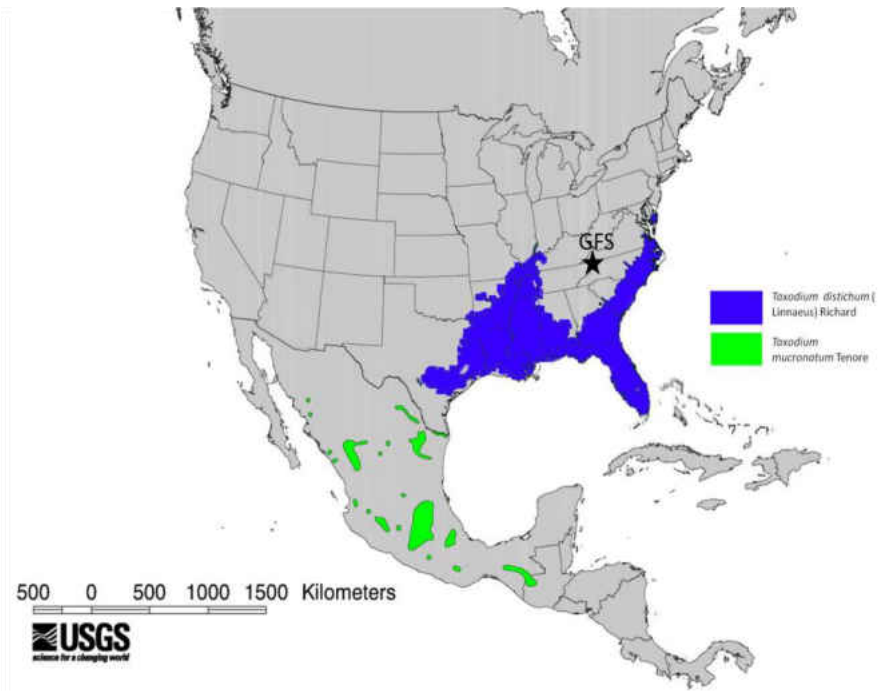 GFS
Taxodium distichum (
Linnaeus) Richard
Taxodium
mucronatum Tenore
500 0 500 1000 1500 Kilometers
USGS
science for a changing world